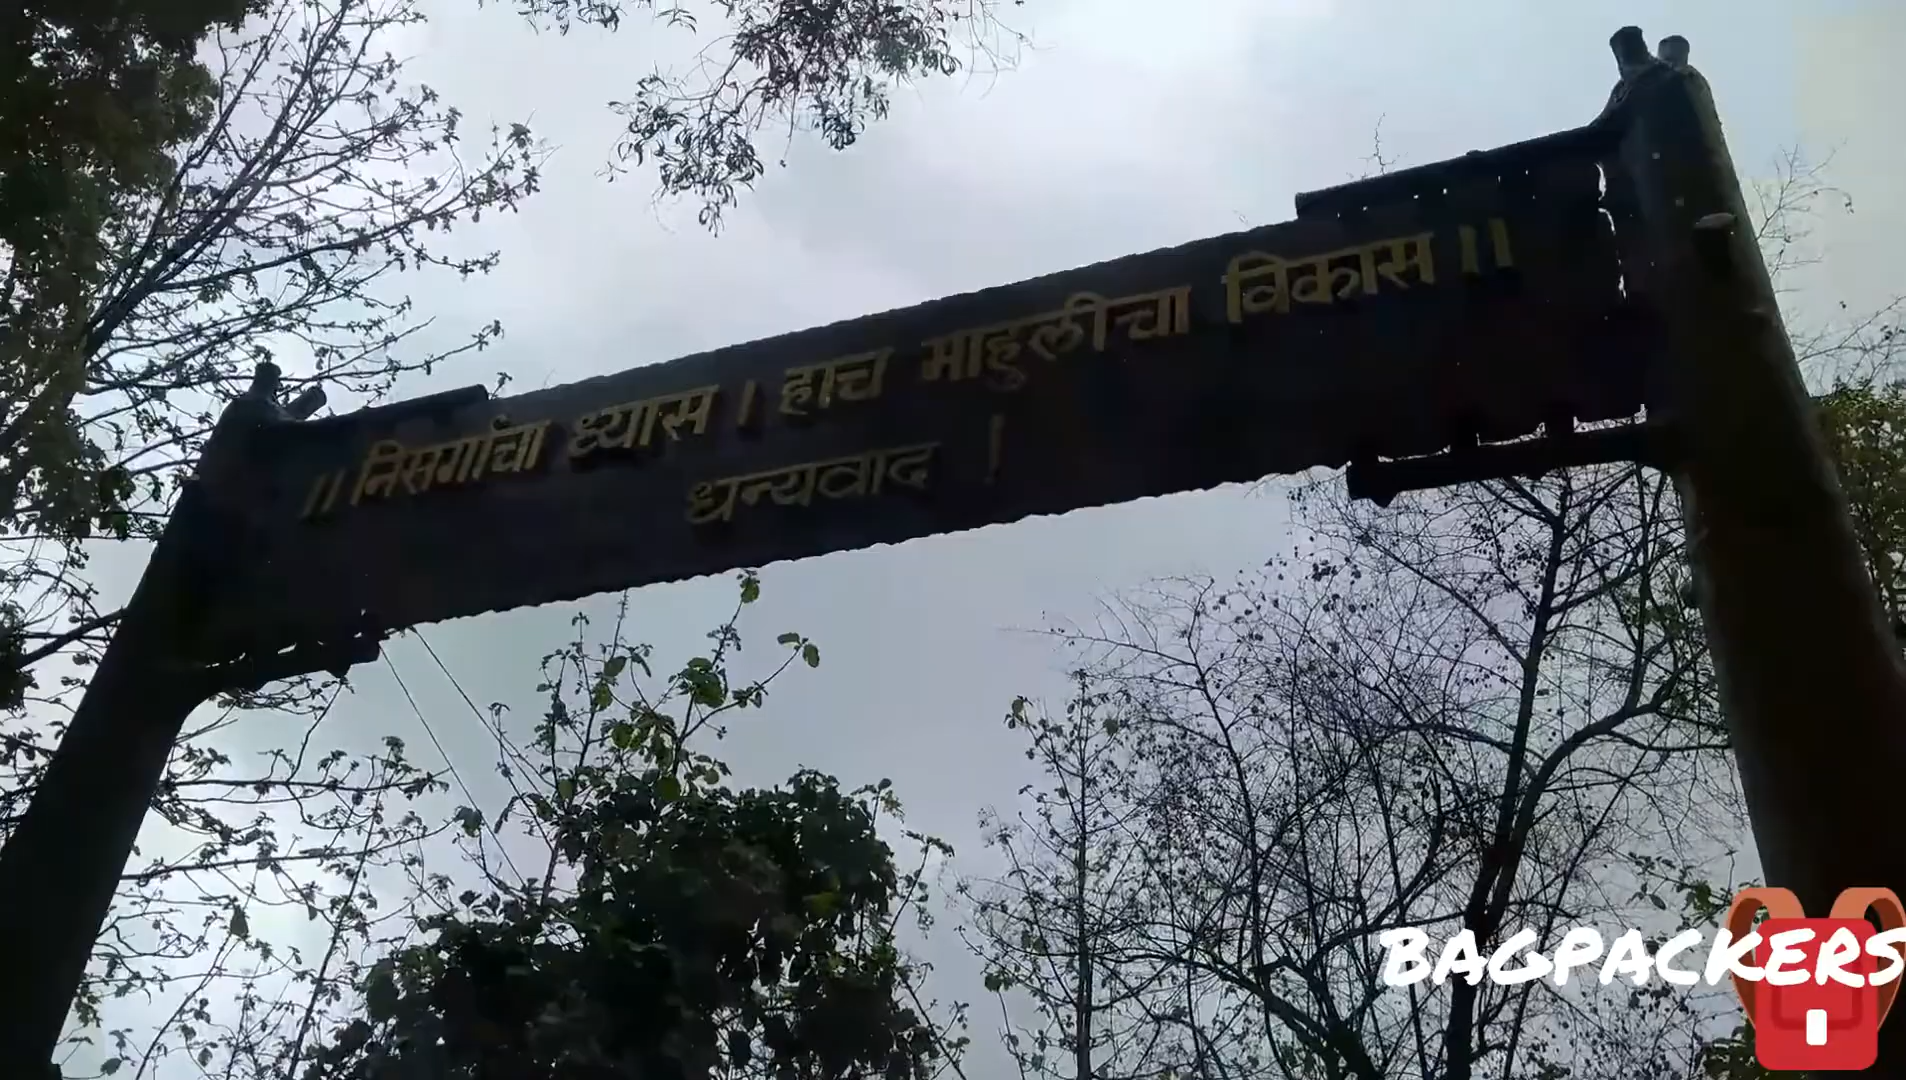 ॥ निसर्गाचा ध्यास । हाच माहुलीचा विकास ॥
धन्यवाद !
BAGPACKERS